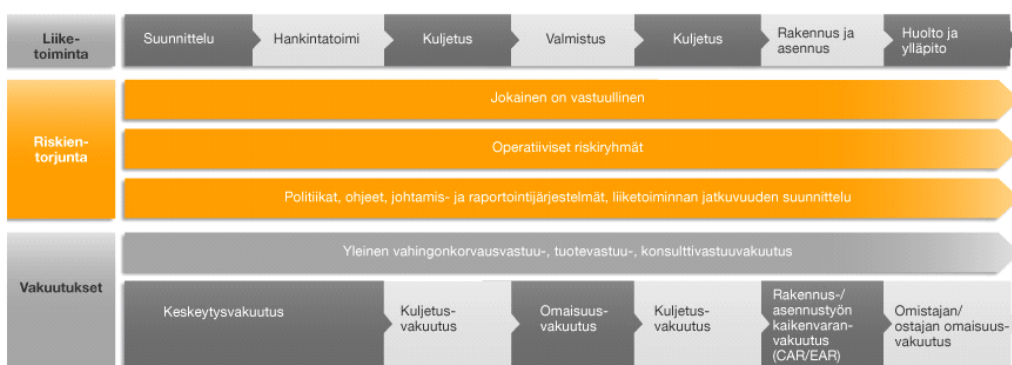 Liike-
toiminta
Suunnittelu
Hankintatoimi
Kuljetus
Valmistus
Kuljetus
Rakennus ja
asennus
Huolto ja
ylläpito
Riskien-
torjunta
Jokainen on vastuullinen
Operatiiviset riskiryhmät
Politiikat, ohjeet, johtamis- ja raportointijärjestelmät, liiketoiminnan jatkuvuuden suunnittelu
Vakuutukset
Yleinen vahingonkorvausvastuu-, tuotevastuu-, konsulttivastuuvakuutus
Keskeytysvakuutus
Kuljetus-
vakuutus
Omaisuus-
vakuutus
Kuljetus-
vakuutus
Rakennus-/
asennustyön
kaikenvaran-
vakuutus
(CAR/EAR)
Omistajan/
ostajan omaisuus-
vakuutus